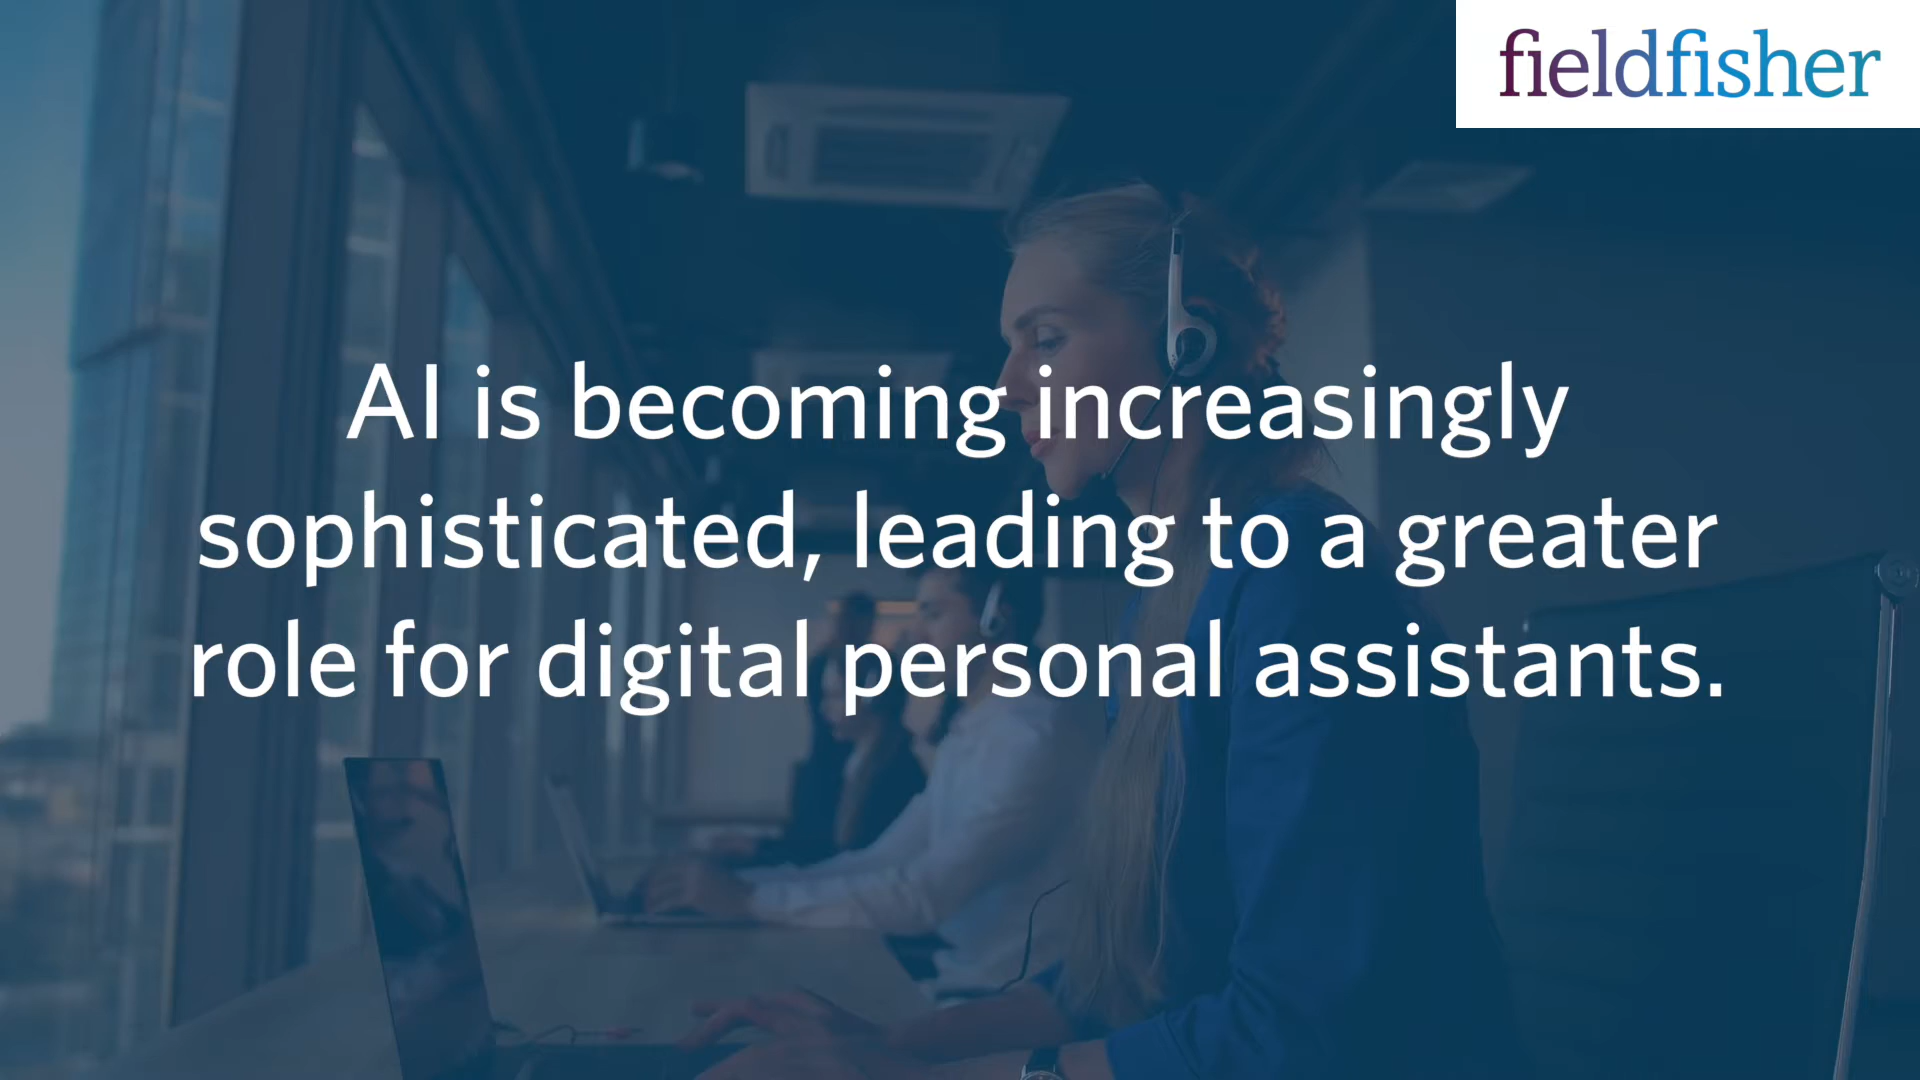 fieldfisher
AI is becoming increasingly
sophisticated, leading to a greater
role for digital personal assistants.